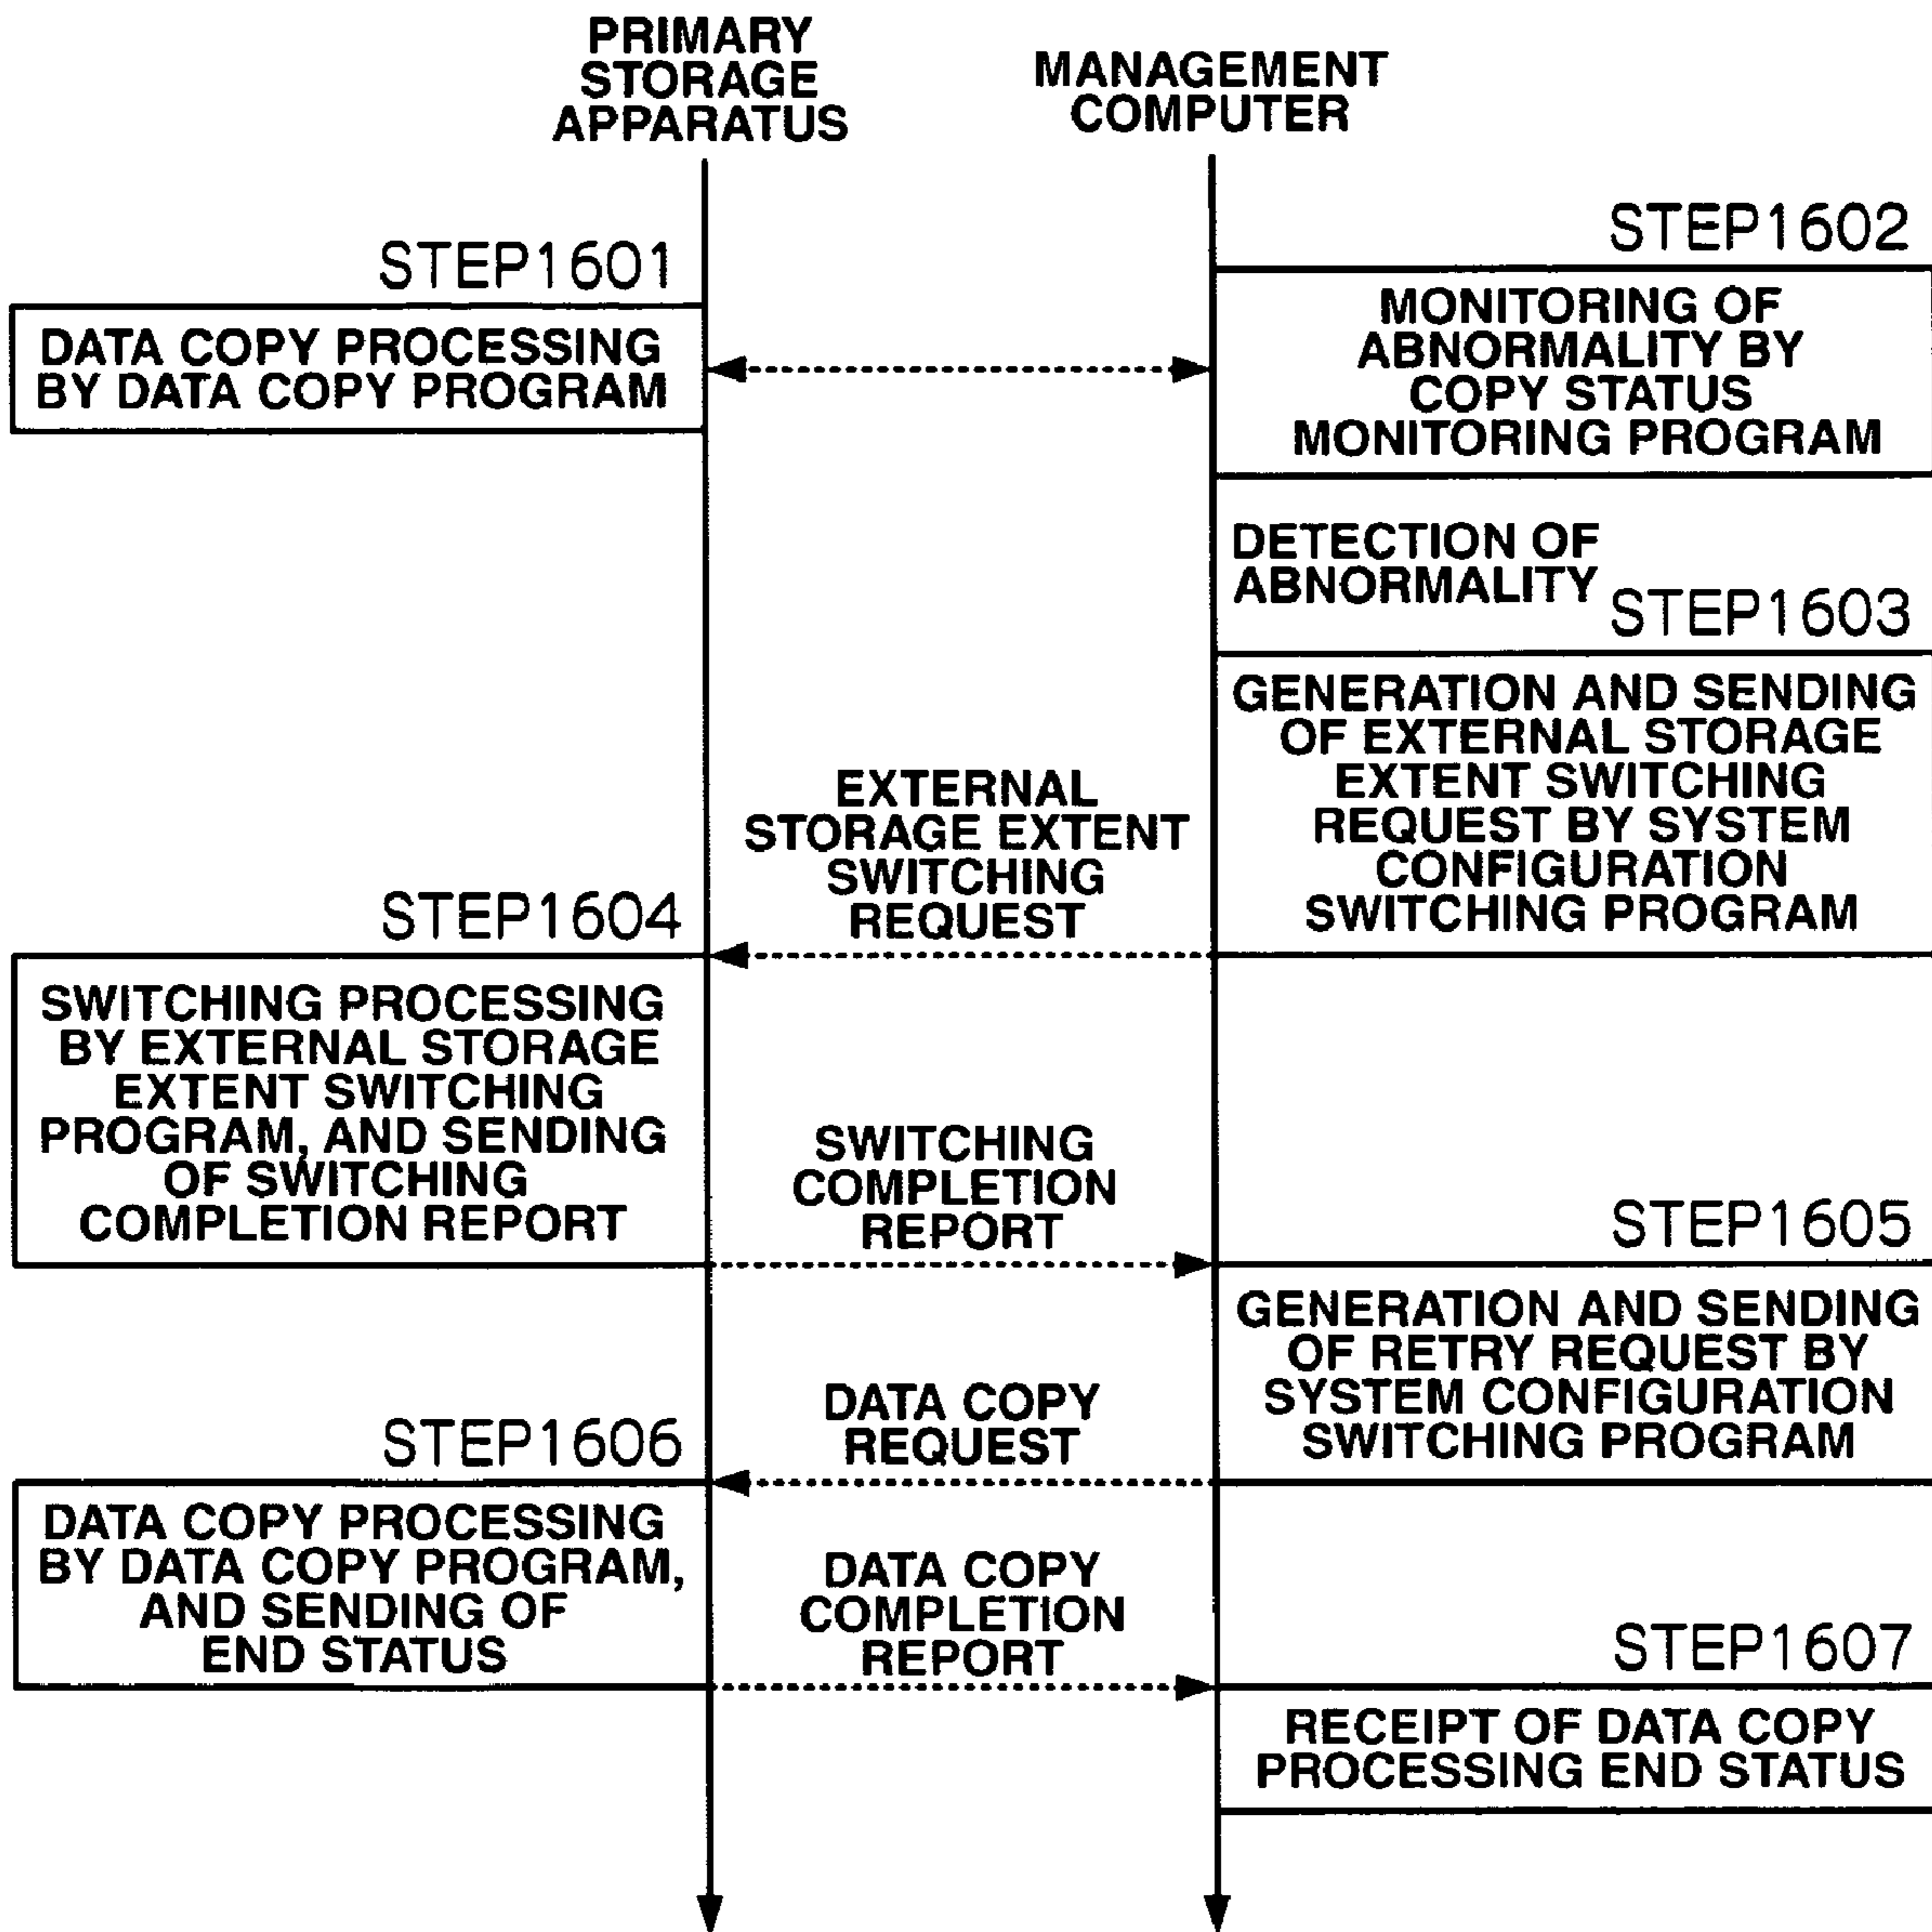 PRIMARY
STORAGE
APPARATUS
MANAGEMENT
COMPUTER
STEP1601
DATA COPY PROCESSING
BY DATA COPY PROGRAM
STEP1602
MONITORING OF
ABNORMALITY BY
COPY STATUS
MONITORING PROGRAM
DETECTION OF
ABNORMALITY
STEP1603
GENERATION AND SENDING
OF EXTERNAL STORAGE
EXTENT SWITCHING
REQUEST BY SYSTEM
CONFIGURATION
SWITCHING PROGRAM
EXTERNAL
STORAGE EXTENT
SWITCHING
REQUEST
STEP1604
SWITCHING PROCESSING
BY EXTERNAL STORAGE
EXTENT SWITCHING
PROGRAM, AND SENDING
OF SWITCHING
COMPLETION REPORT
SWITCHING
COMPLETION
REPORT
STEP1605
GENERATION AND SENDING
OF RETRY REQUEST BY
SYSTEM CONFIGURATION
SWITCHING PROGRAM
DATA COPY
REQUEST
STEP1606
DATA COPY PROCESSING
BY DATA COPY PROGRAM,
AND SENDING OF
END STATUS
DATA COPY
COMPLETION
REPORT
STEP1607
RECEIPT OF DATA COPY
PROCESSING END STATUS